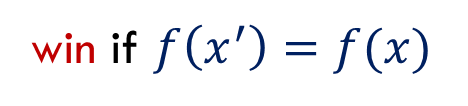 win if f(x′) = f(x)